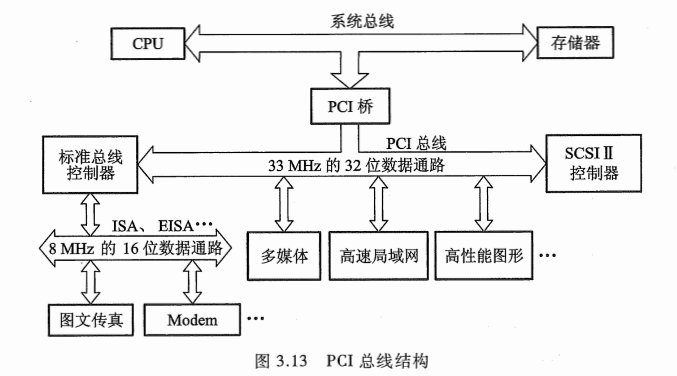 系统总线
CPU
存储器
PCI 桥
PCI 总线
标准总线
控制器
33 MHz 的 32 位数据通路
SCSI Ⅱ
控制器
ISA、EISA…
8 MHz 的 16 位数据通路
多媒体
高速局域网
高性能图形
…
图文传真
Modem
…
图 3.13 PCI 总线结构